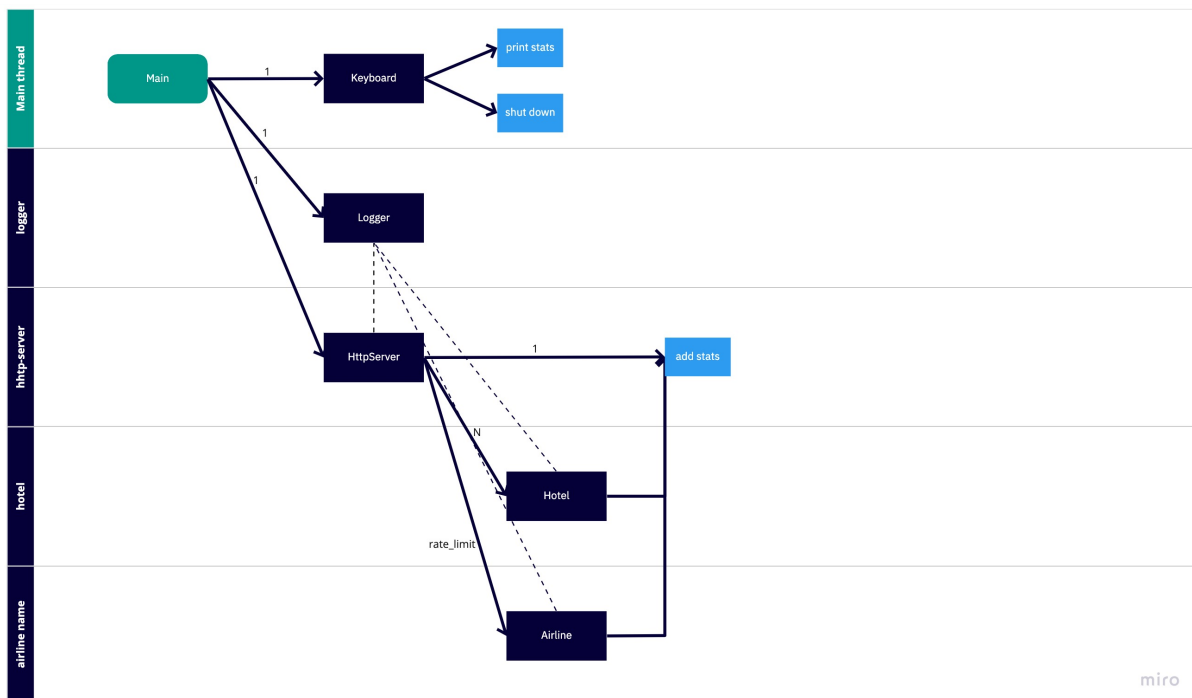 Main thread
Main
1
Keyboard
print stats
shut down
1
1
logger
Logger
hhtp-server
HttpServer
1
add stats
N
hotel
Hotel
rate_limit
airline name
Airline
miro